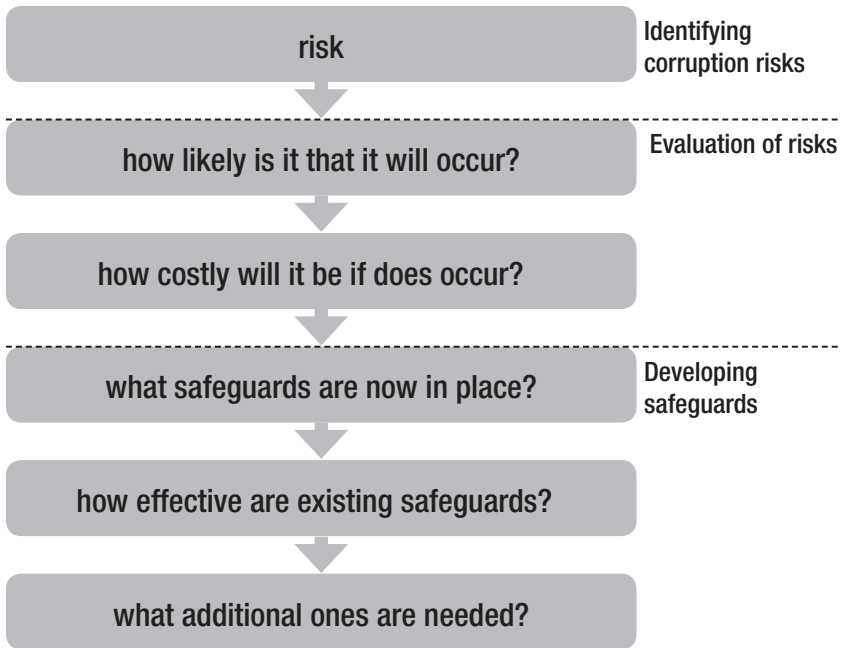 risk
Identifying
corruption risks
how likely is it that it will occur?
Evaluation of risks
how costly will it be if does occur?
what safeguards are now in place?
Developing
safeguards
how effective are existing safeguards?
what additional ones are needed?